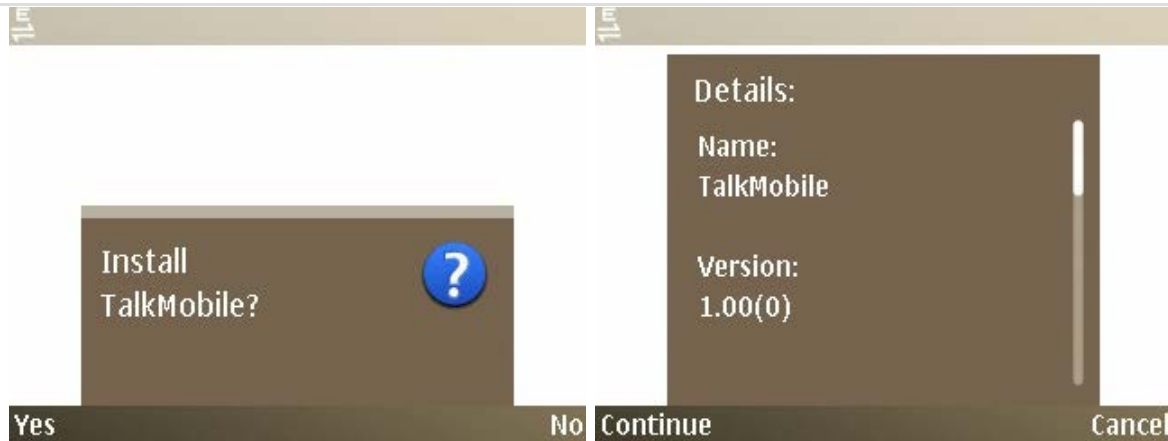 E
Install
TalkMobile?
?
Yes
No
E
Details:
Name:
TalkMobile
Version:
1.00(0)
Continue
Cancel